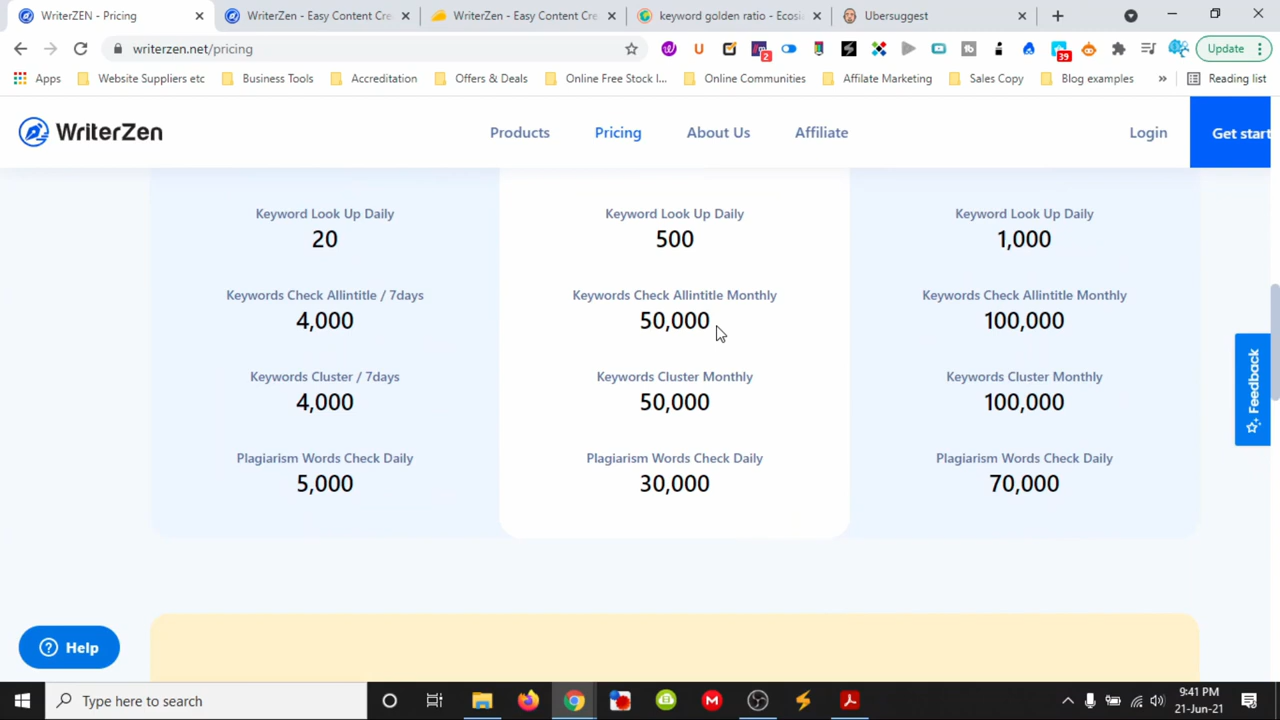 WriterZEN - Pricing
WriterZen - Easy Content Cre
WriterZen - Easy Content Cre
keyword golden ratio - Ecosia
Ubersuggest
writerzen.net/pricing
2
39
Update
Apps
Website Suppliers etc
Business Tools
Accreditation
Offers & Deals
Online Free Stock I...
Online Communities
Affilate Marketing
Sales Copy
Blog examples
»
Reading list
WriterZen
Products
Pricing
About Us
Affiliate
Login
Get start
Keyword Look Up Daily
20
Keywords Check Allintitle / 7days
4,000
Keywords Cluster / 7days
4,000
Plagiarism Words Check Daily
5,000
Keyword Look Up Daily
500
Keywords Check Allintitle Monthly
50,000
Keywords Cluster Monthly
50,000
Plagiarism Words Check Daily
30,000
Keyword Look Up Daily
1,000
Keywords Check Allintitle Monthly
100,000
Keywords Cluster Monthly
100,000
Plagiarism Words Check Daily
70,000
Feedback
Help
Type here to search
9:41 PM
21-Jun-21